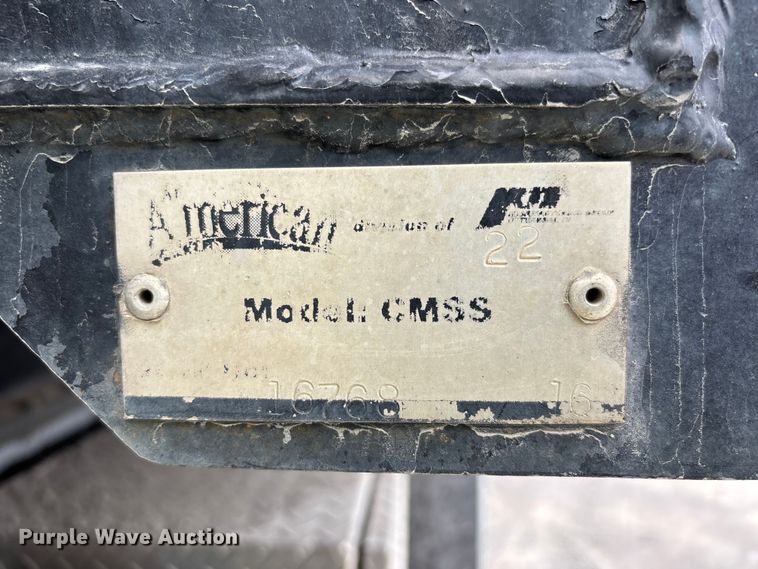 American division of
22
Model: CMSS
16768 16
Purple Wave Auction